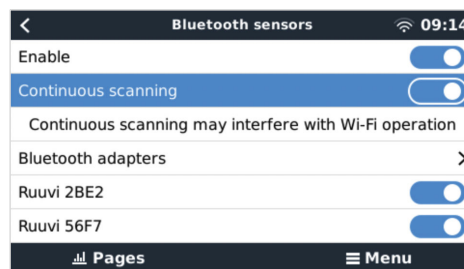 Bluetooth sensors 09:14
Enable
Continuous scanning
Continuous scanning may interfere with Wi-Fi operation
Bluetooth adapters
Ruuvi 2BE2
Ruuvi 56F7
Pages Menu